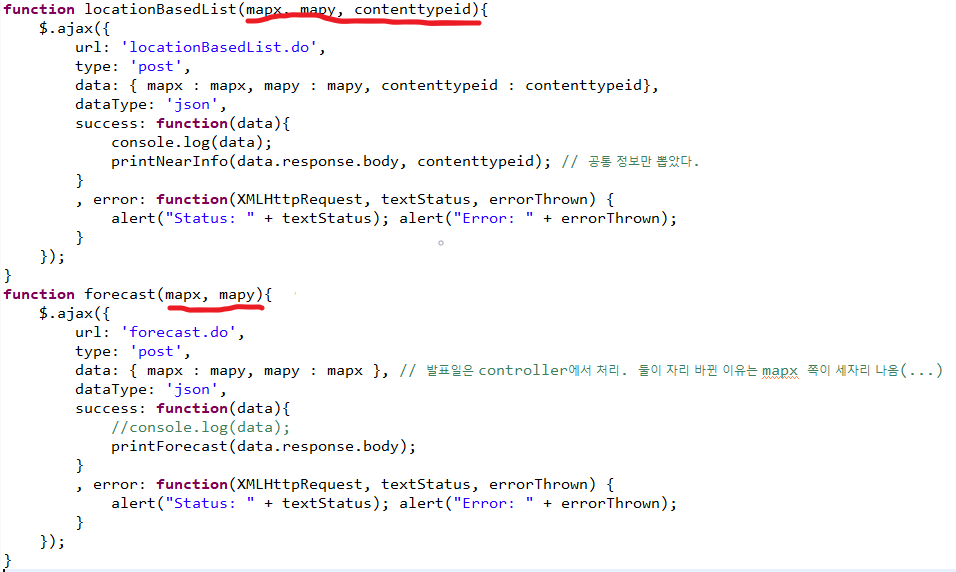 function locationBasedList(mapx, mapy, contenttypeid){
$.ajax({
url: 'locationBasedList.do',
type: 'post',
data: { mapx : mapx, mapy : mapy, contenttypeid : contenttypeid},
dataType: 'json',
success: function(data){
console.log(data);
printNearInfo(data.response.body, contenttypeid); // 공통 정보만 뽑았다.
}
, error: function(XMLHttpRequest, textStatus, errorThrown) {
alert("Status: " + textStatus); alert("Error: " + errorThrown);
}
});
}
function forecast(mapx, mapy){
$.ajax({
url: 'forecast.do',
type: 'post',
data: { mapx : mapy, mapy : mapx }, // 발표일은 controller에서 처리. 둘이 자리 바뀐 이유는 mapx 쪽이 세자리 나옴(...)
dataType: 'json',
success: function(data){
//console.log(data);
printForecast(data.response.body);
}
, error: function(XMLHttpRequest, textStatus, errorThrown) {
alert("Status: " + textStatus); alert("Error: " + errorThrown);
}
});
}